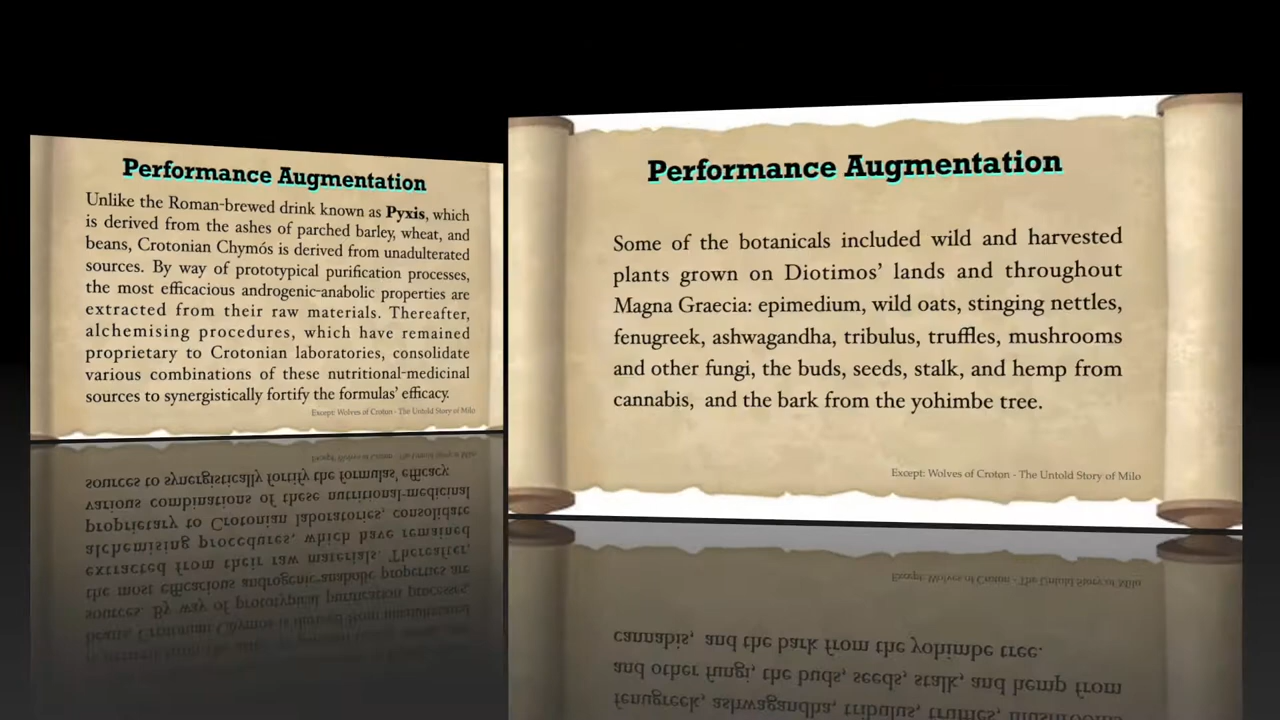 Performance Augmentation
Unlike the Roman-brewed drink known as Pyxis, which
is derived from the ashes of parched barley, wheat, and
beans, Crotonian Chymós is derived from unadulterated
sources. By way of prototypical purification processes,
the most efficacious androgenic-anabolic properties are
extracted from their raw materials. Thereafter,
alchemising procedures, which have remained
proprietary to Crotonian laboratories, consolidate
various combinations of these nutritional-medicinal
sources to synergistically fortify the formulas' efficacy.
Except: Wolves of Croton - The Untold Story of Milo
Performance Augmentation
Some of the botanicals included wild and harvested
plants grown on Diotimos' lands and throughout
Magna Graecia: epimedium, wild oats, stinging nettles,
fenugreek, ashwagandha, tribulus, truffles, mushrooms
and other fungi, the buds, seeds, stalk, and hemp from
cannabis, and the bark from the yohimbe tree.
Except: Wolves of Croton - The Untold Story of Milo